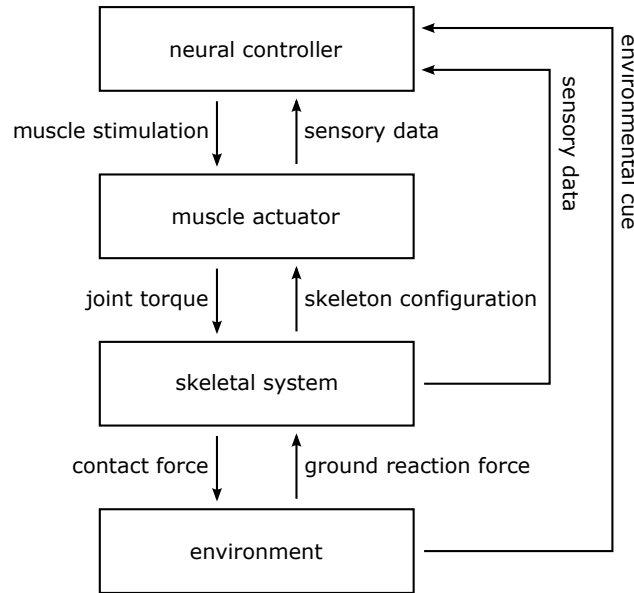 neural controller
muscle stimulation
sensory data
muscle actuator
joint torque
skeleton configuration
skeletal system
contact force
ground reaction force
environment
sensory data
environmental cue